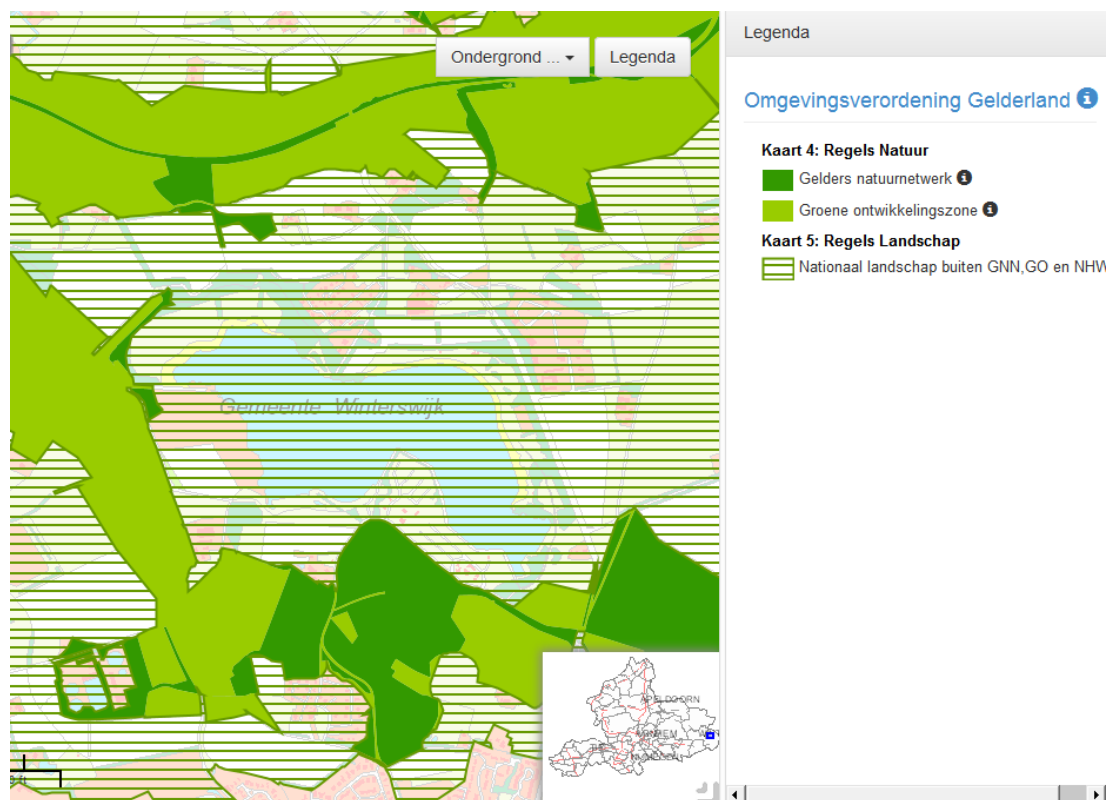 Ondergrond ...
Legenda
Gemeente Winterswijk
APELDOORN
Legenda
Omgevingsverordening Gelderland
Kaart 4: Regels Natuur
Gelders natuurnetwerk
Groene ontwikkelingszone
Kaart 5: Regels Landschap
Nationaal landschap buiten GNN,GO en NHW